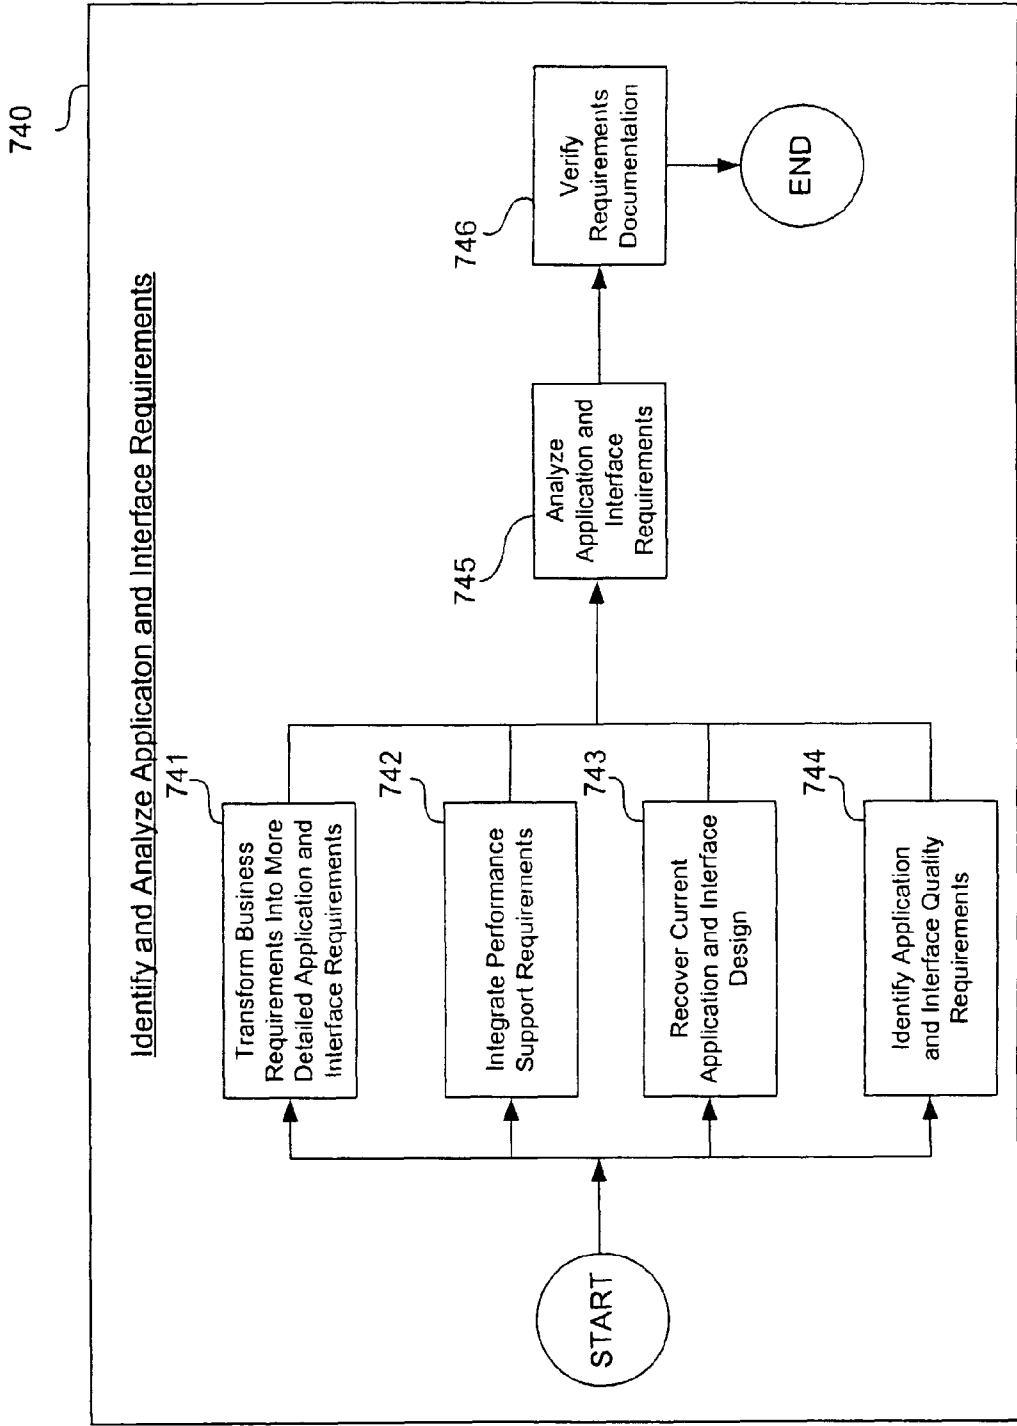 740
Identify and Analyze Applicaton and Interface Requirements
741
Transform Business
Requirements Into More
Detailed Application and
Interface Requirements
742
Integrate Performance
Support Requirements
743
Recover Current
Application and Interface
Design
744
Identify Application
and Interface Quality
Requirements
START
745
Analyze
Application and
Interface
Requirements
746
Verify
Requirements
Documentation
END